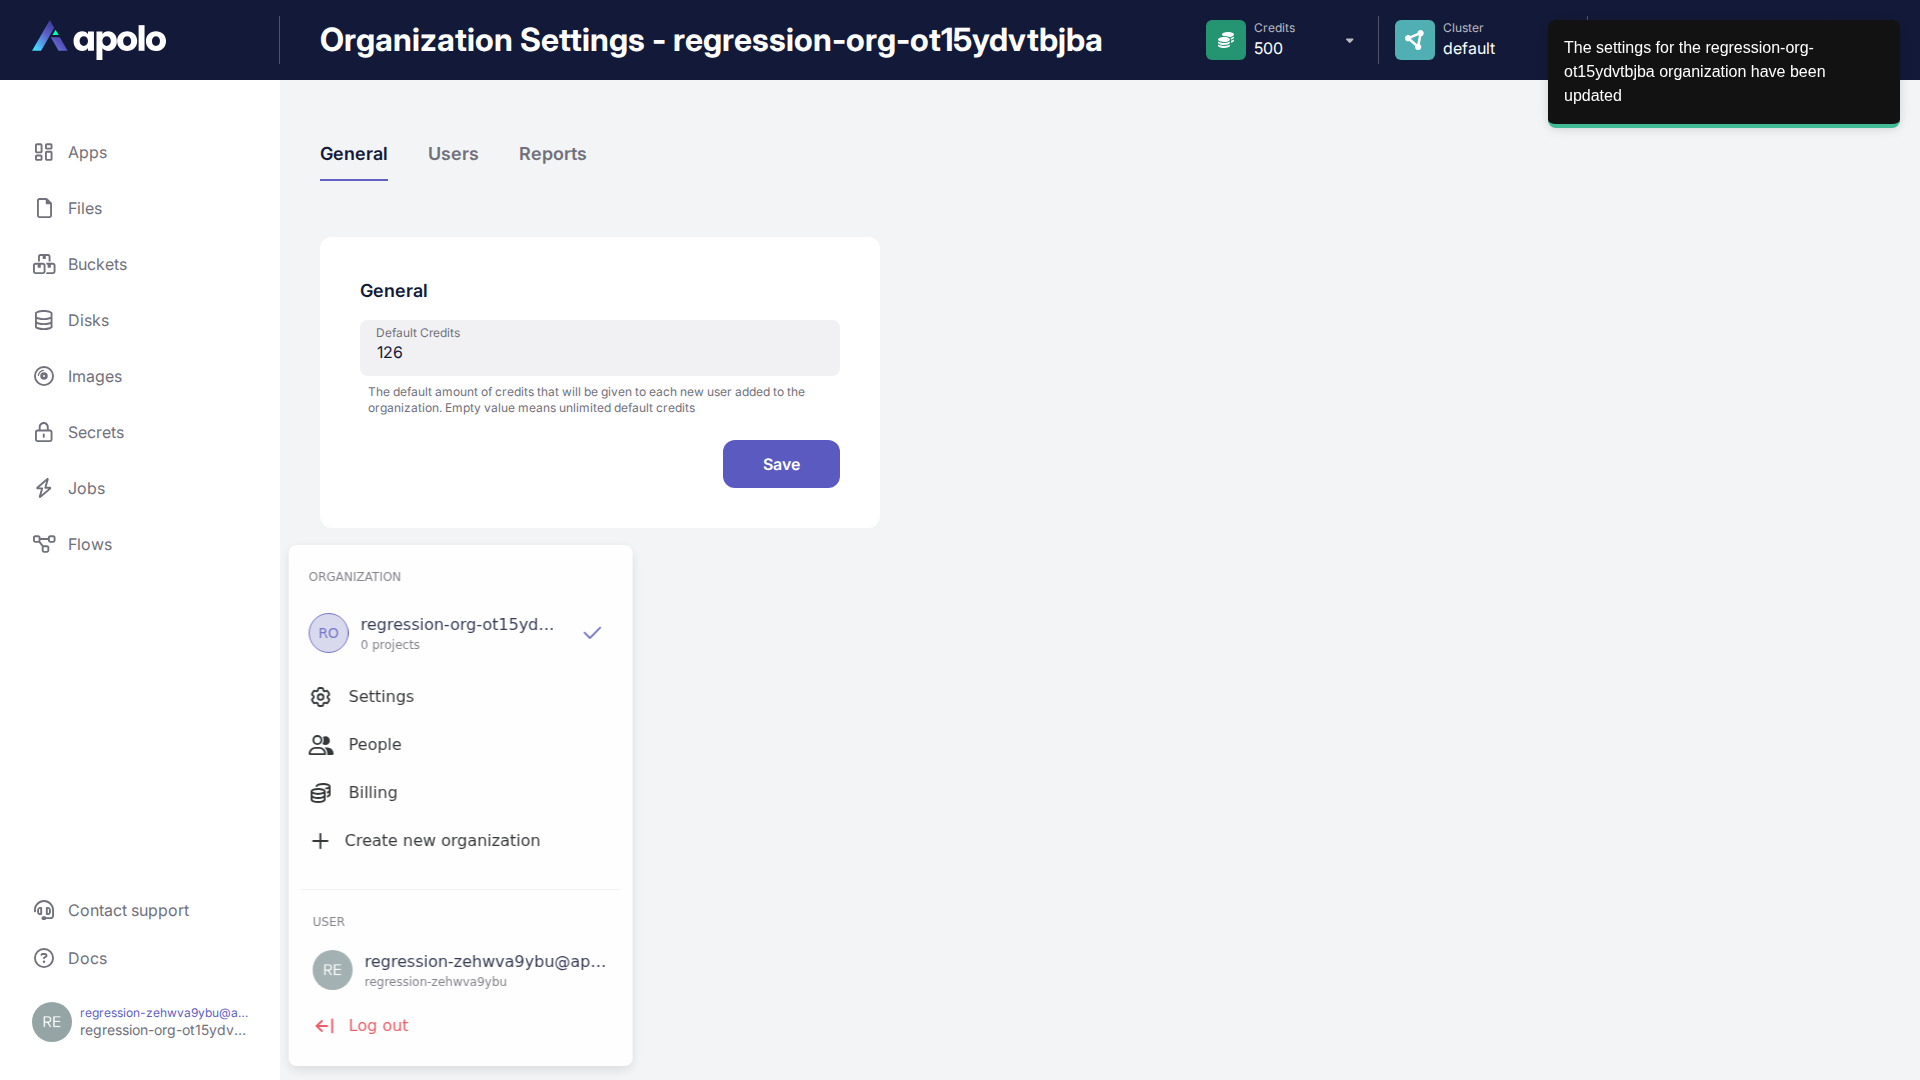 apolo
Organization Settings - regression-org-ot15ydvtbjba
Credits
500
Cluster
default
The settings for the regression-org-
ot15ydvtbjba organization have been
updated
Apps
Files
Buckets
Disks
Images
Secrets
Jobs
Flows
General
Users
Reports
General
Default Credits
126
The default amount of credits that will be given to each new user added to the
organization. Empty value means unlimited default credits
Save
ORGANIZATION
RO
regression-org-ot15yd...
0 projects
Settings
People
Billing
Create new organization
USER
RE
regression-zehwva9ybu@ap...
regression-zehwva9ybu
Log out
Contact support
Docs
RE
regression-zehwva9ybu@a...
regression-org-ot15ydv...